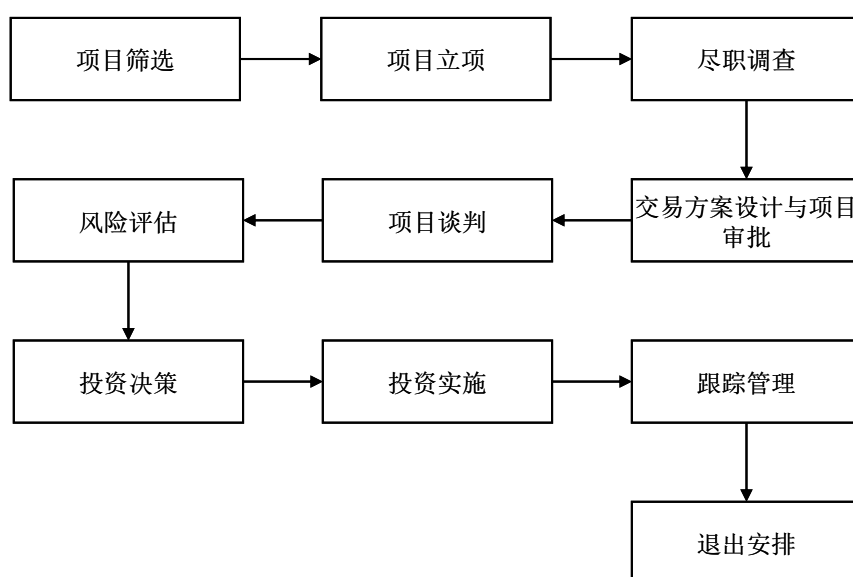 项目筛选
项目立项
尽职调查
交易方案设计与项目
审批
项目谈判
风险评估
投资决策
投资实施
跟踪管理
退出安排